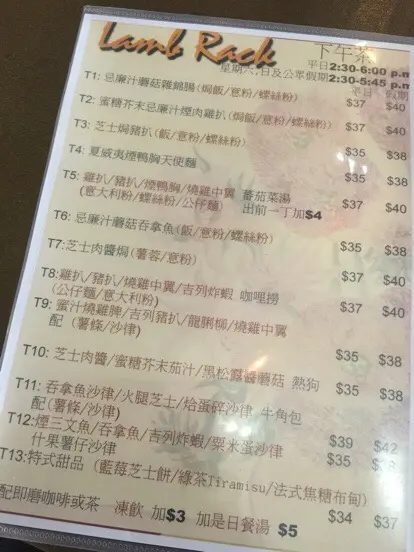 Lamb Rack 下午茶
平日2:30-6:00 p.m
星期六,日及公眾假期2:30-5:45 p.m
平日 假期
T1: 忌廉汁蘑菇雜錦腸(焗飯/意粉/螺絲粉) $37 $40
T2: 蜜糖芥末忌廉汁煙肉雞扒(焗飯/意粉/螺絲粉) $37 $40
T3: 芝士焗豬扒(飯/意粉/螺絲粉) $35 $38
T4: 夏威夷煙鴨胸天使麵 $35 $38
T5: 雞扒/豬扒/煙鴨胸/燒雞中翼 蕃茄菜湯 $37 $40
(意大利粉/螺絲粉/公仔麵) 出前一丁加$4
T6: 忌廉汁蘑菇吞拿魚(飯/意粉/螺絲粉) $35 $38
T7:芝士肉醬焗(薯蓉/意粉) $37 $40
T8:雞扒/豬扒/燒雞中翼/吉列炸蝦 咖哩撈 $37 $40
(公仔麵/意大利粉)
T9: 蜜汁燒雞髀/吉列豬扒/龍脷柳/燒雞中翼
配 (薯條/沙律) $35 $38
T10: 芝士肉醬/蜜糖芥末茄汁/黑松露醬蘑菇 熱狗 $35 $38
T11: 吞拿魚沙律/火腿芝士/烚蛋碎沙律 牛角包
配(薯條/沙律) $39 $42
T12:煙三文魚/吞拿魚/吉列炸蝦/粟米蛋沙律 $35
什果薯仔沙律
T13:特式甜品 (藍莓芝士餅/綠茶Tiramisu/法式焦糖布甸) $34 $37
配即磨咖啡或茶 凍飲 加$3 加是日餐湯 $5